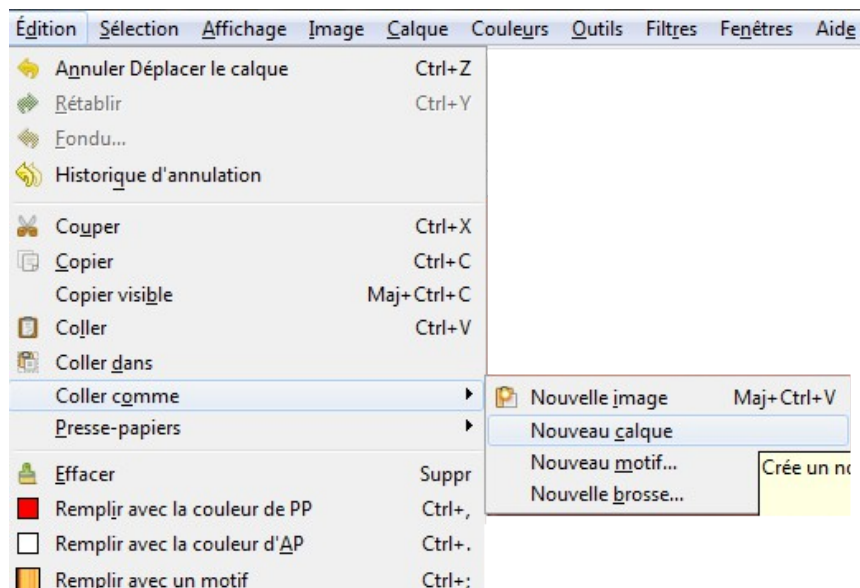 Édition Sélection Affichage Image Calque Couleurs Outils Filtres Fenêtres Aide
Annuler Déplacer le calque Ctrl+Z
Rétablir Ctrl+Y
Fondu...
Historique d'annulation
Couper Ctrl+X
Copier Ctrl+C
Copier visible Maj+Ctrl+C
Coller Ctrl+V
Coller dans
Coller comme
Nouvelle image Maj+Ctrl+V
Presse-papiers
Nouveau calque
Nouveau motif...
Crée un no
Effacer Suppr
Nouvelle brosse...
Remplir avec la couleur de PP Ctrl+,
Remplir avec la couleur d'AP Ctrl+.
Remplir avec un motif Ctrl+;